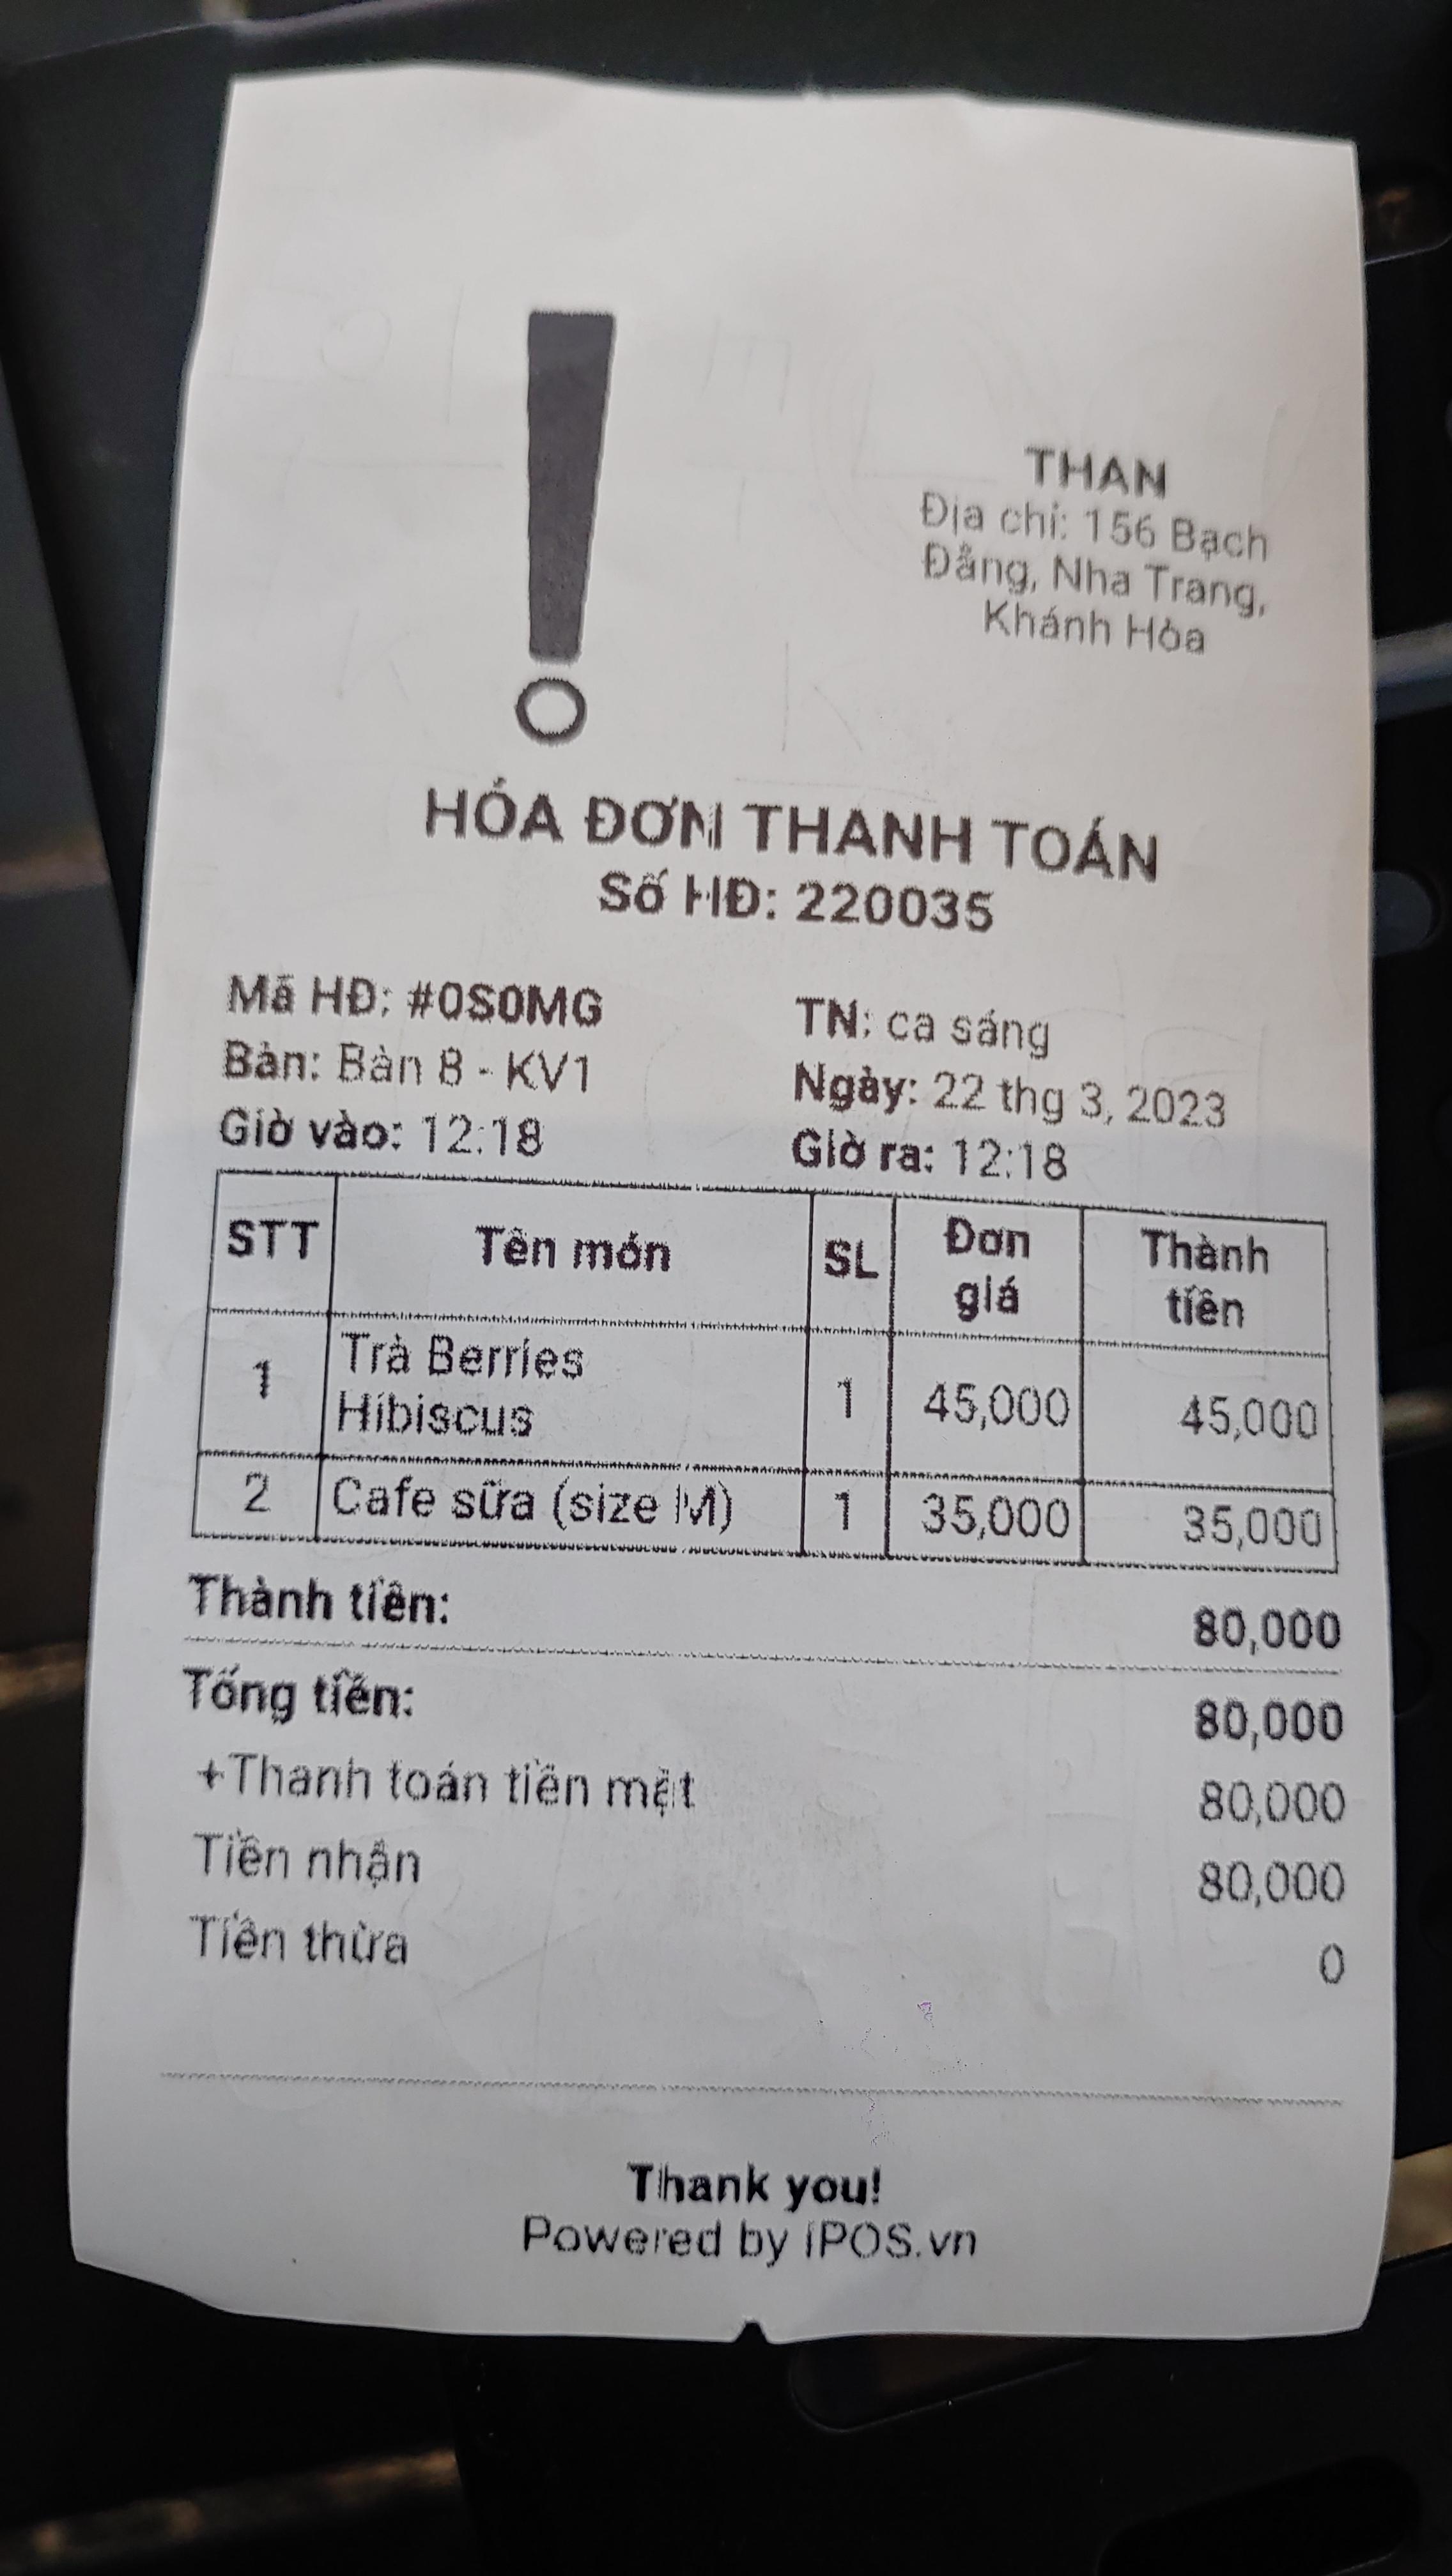 THAN
Địa chỉ: 156 Bạch
Đằng, Nha Trang,
Khánh Hòa
HÓA ĐƠN THANH TOÁN
Số HĐ: 220035
Mã HĐ: #0S0MG
TN: ca sáng
Bàn: Bàn 8 - KV1
Ngày: 22 thg 3, 2023
Giờ vào: 12:18
Giờ ra: 12:18
STT Tên món SL Đơn giá Thành tiền
1 Trà Berries Hibiscus 1 45,000 45,000
2 Cafe sữa (size M) 1 35,000 35,000
Thành tiền: 80,000
Tổng tiền: 80,000
+Thanh toán tiền mặt 80,000
Tiền nhận 80,000
Tiền thừa 0
Thank you!
Powered by iPOS.vn